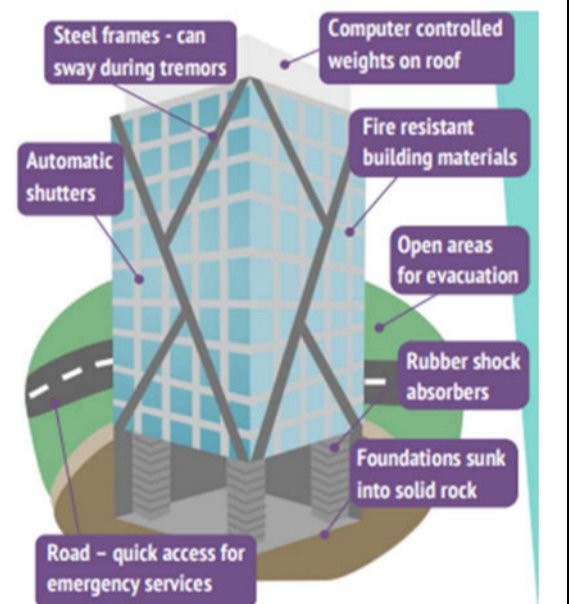 Steel frames - can
sway during tremors
Computer controlled
weights on roof
Fire resistant
building materials
Automatic
shutters
Open areas
for evacuation
Rubber shock
absorbers
Foundations sunk
into solid rock
Road – quick access for
emergency services